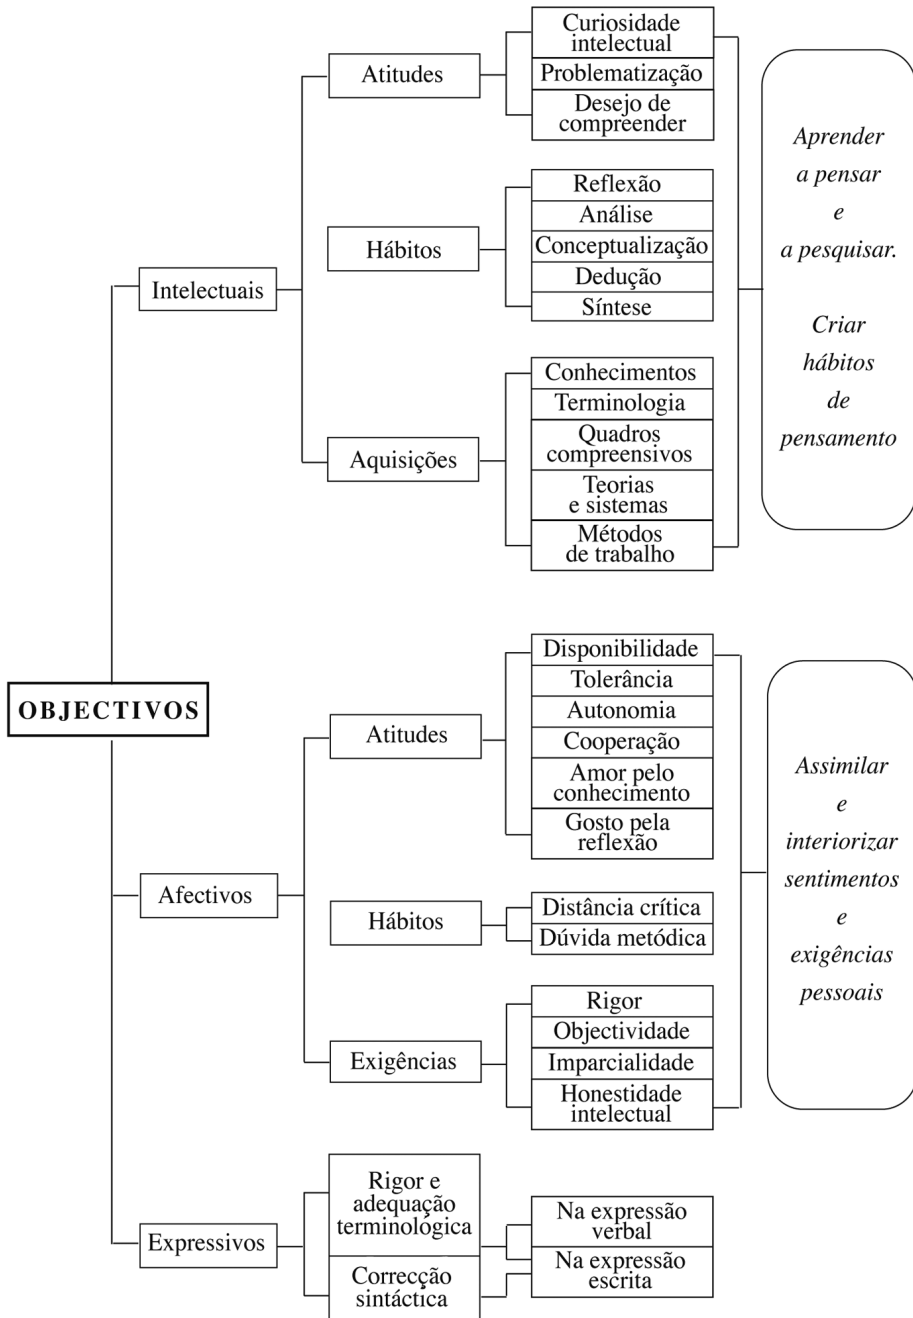 OBJECTIVOS
Intelectuais
Atitudes
Curiosidade
intelectual
Problematização
Desejo de
compreender
Hábitos
Reflexão
Análise
Conceptualização
Dedução
Síntese
Aquisições
Conhecimentos
Terminologia
Quadros
compreensivos
Teorias
e sistemas
Métodos
de trabalho
Aprender
a pensar
e
a pesquisar.
Criar
hábitos
de
pensamento
Afectivos
Atitudes
Disponibilidade
Tolerância
Autonomia
Cooperação
Amor pelo
conhecimento
Gosto pela
reflexão
Hábitos
Distância crítica
Dúvida metódica
Exigências
Rigor
Objectividade
Imparcialidade
Honestidade
intelectual
Assimilar
e
interiorizar
sentimentos
e
exigências
pessoais
Expressivos
Rigor e
adequação
terminológica
Correcção
sintáctica
Na expressão
verbal
Na expressão
escrita